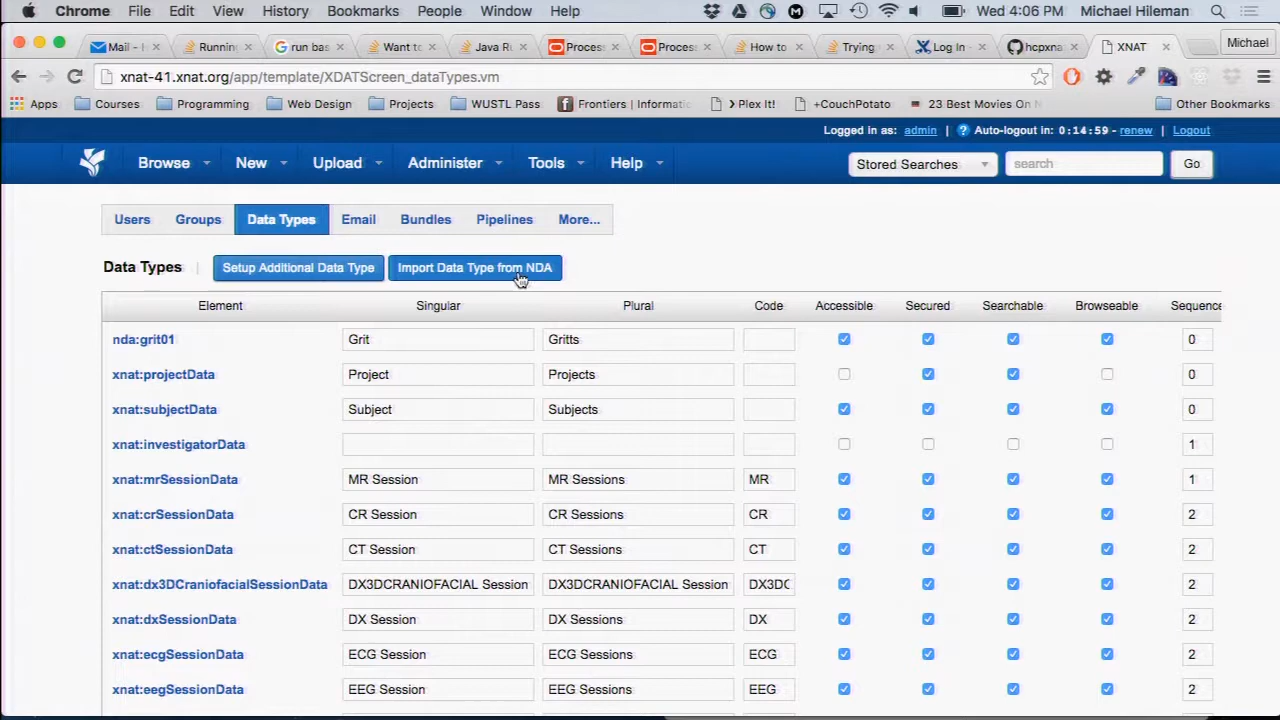 Chrome File Edit View History Bookmarks People Window Help Wed 4:06 PM Michael Hileman
Mail - Runnin run bas Want to Java Ru Process Process How to Trying Log In - hcpxna XNAT Michael
xnat-41.xnat.org/app/template/XDATScreen_dataTypes.vm
Apps Courses Programming Web Design Projects WUSTL Pass Frontiers | Informatic Plex It! +CouchPotato 23 Best Movies On N Other Bookmarks
Logged in as: admin | Auto-logout in: 0:14:59 - renew | Logout
Browse New Upload Administer Tools Help Stored Searches search Go
Users Groups Data Types Email Bundles Pipelines More...
Data Types | Setup Additional Data Type Import Data Type from NDA
Element Singular Plural Code Accessible Secured Searchable Browseable Sequenc
nda:grit01 Grit Gritts 0
xnat:projectData Project Projects 0
xnat:subjectData Subject Subjects 0
xnat:investigatorData 1
xnat:mrSessionData MR Session MR Sessions MR 1
xnat:crSessionData CR Session CR Sessions CR 2
xnat:ctSessionData CT Session CT Sessions CT 2
xnat:dx3DCraniofacialSessionData DX3DCRANIOFACIAL Session DX3DCRANIOFACIAL Session DX3DC 2
xnat:dxSessionData DX Session DX Sessions DX 2
xnat:ecgSessionData ECG Session ECG Sessions ECG 2
xnat:eegSessionData EEG Session EEG Sessions EEG 2